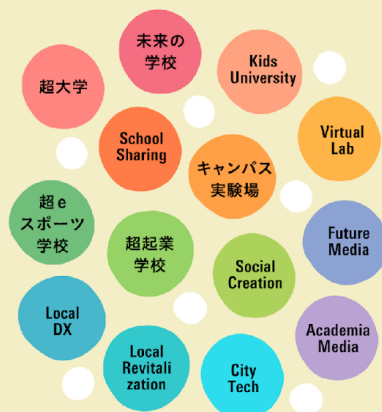 未来の
学校
Kids
University
超大学
Virtual
Lab
School
Sharing
キャンパス
実験場
超e
スポーツ
学校
超起業
学校
Future
Media
Social
Creation
Local
DX
Academia
Media
Local
Revitali
zation
City
Tech